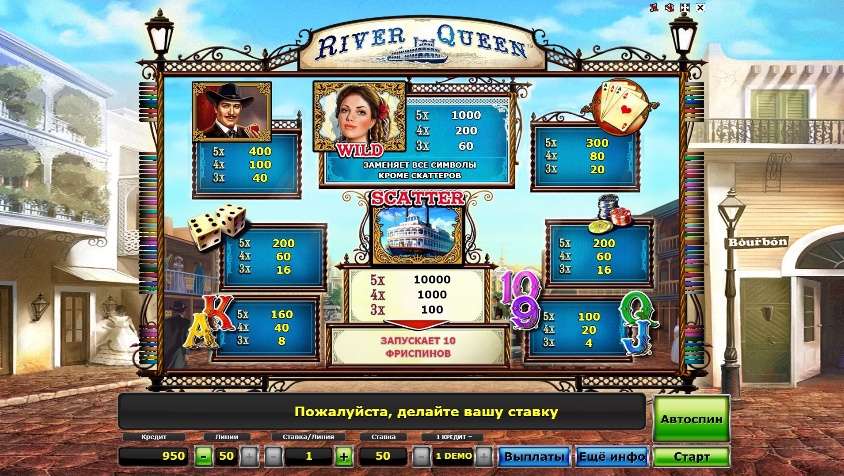 RIVER QUEEN
5x 400
4x 100
3x 40
WILD
5x 1000
4x 200
3x 60
ЗАМЕНЯЕТ ВСЕ СИМВОЛЫ
КРОМЕ СКАТТЕРОВ
5x 300
4x 80
3x 20
5x 200
4x 60
3x 16
SCATTER
5x 10000
4x 1000
3x 100
ЗАПУСКАЕТ 10
ФРИСПИНОВ
5x 200
4x 60
3x 16
A K
5x 160
4x 40
3x 8
10 9
5x 100
4x 20
3x 4
Q J
Bourbon
Пожалуйста, делайте вашу ставку
Автоспин
Кредит Линии Ставка/Линия Ставка 1 КРЕДИТ =
950 - 50 + - 1 + 50 - 1 DEMO + Выплаты Ещё инфо Старт